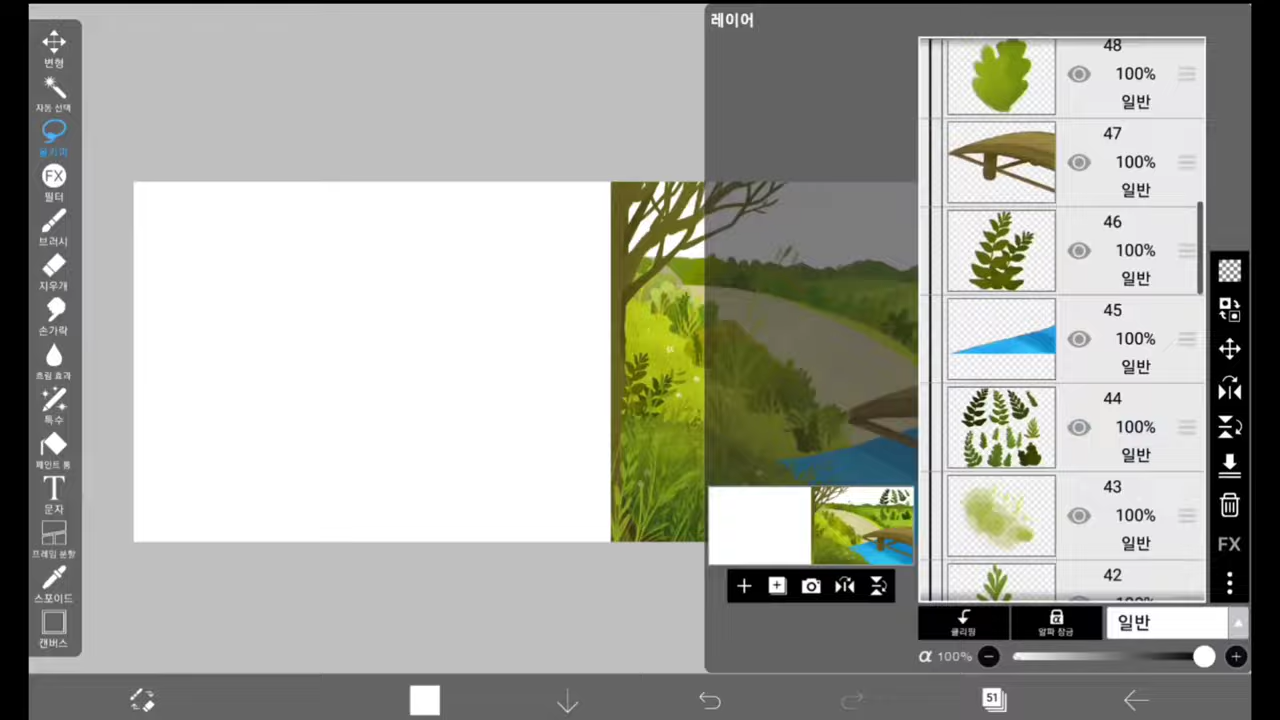 레이어
변형
자동 선택
올가미
FX
필터
브러시
지우개
손가락
흐림 효과
특수
페인트 통
T
문자
프레임 분할
스포이드
캔버스
48
100%
일반
47
100%
일반
46
100%
일반
45
100%
일반
44
100%
일반
43
100%
일반
42
FX
클리핑
α
알파 잠금
일반
α 100%
51